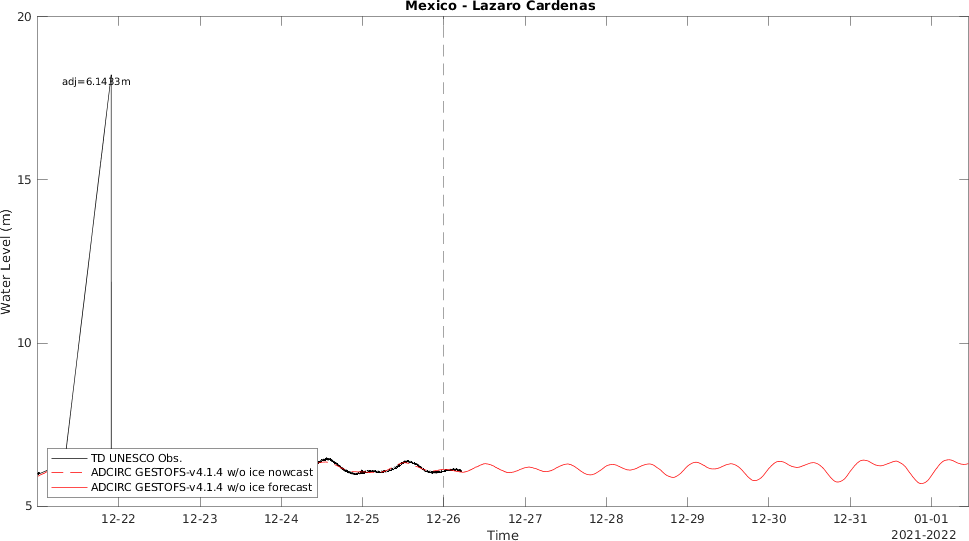 Mexico - Lazaro Cardenas
20
adj=6.1433m
15
Water Level (m)
10
TD UNESCO Obs.
ADCIRC GESTOFS-v4.1.4 w/o ice nowcast
ADCIRC GESTOFS-v4.1.4 w/o ice forecast
5
12-22 12-23 12-24 12-25 12-26 12-27 12-28 12-29 12-30 12-31 01-01
Time
2021-2022